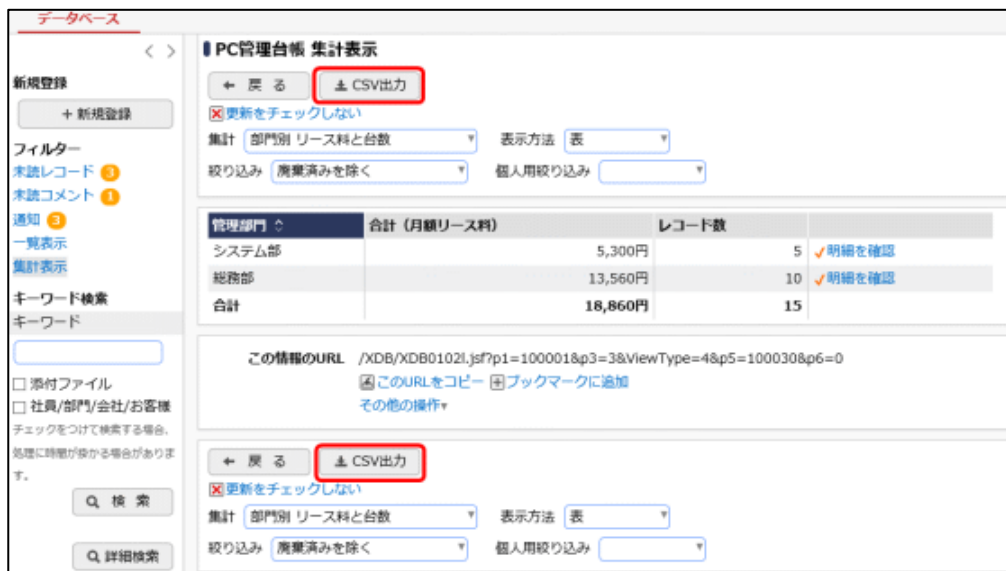 データベース
新規登録
+ 新規登録
フィルター
未読レコード 3
未読コメント 1
通知 3
一覧表示
集計表示
キーワード検索
キーワード
添付ファイル
社員/部門/会社/お客様
チェックをつけて検索する場合、
処理に時間が掛かる場合がありま
す。
検 索
詳細検索
PC管理台帳 集計表示
← 戻 る CSV出力
更新をチェックしない
集計 部門別 リース料と台数 表示方法 表
絞り込み 廃棄済みを除く 個人用絞り込み
管理部門 合計（月額リース料） レコード数
システム部 5,300円 5 明細を確認
総務部 13,560円 10 明細を確認
合計 18,860円 15
この情報のURL /XDB/XDB0102l.jsf?p1=100001&p3=3&ViewType=4&p5=100030&p6=0
このURLをコピー ブックマークに追加
その他の操作▾
← 戻 る CSV出力
更新をチェックしない
集計 部門別 リース料と台数 表示方法 表
絞り込み 廃棄済みを除く 個人用絞り込み